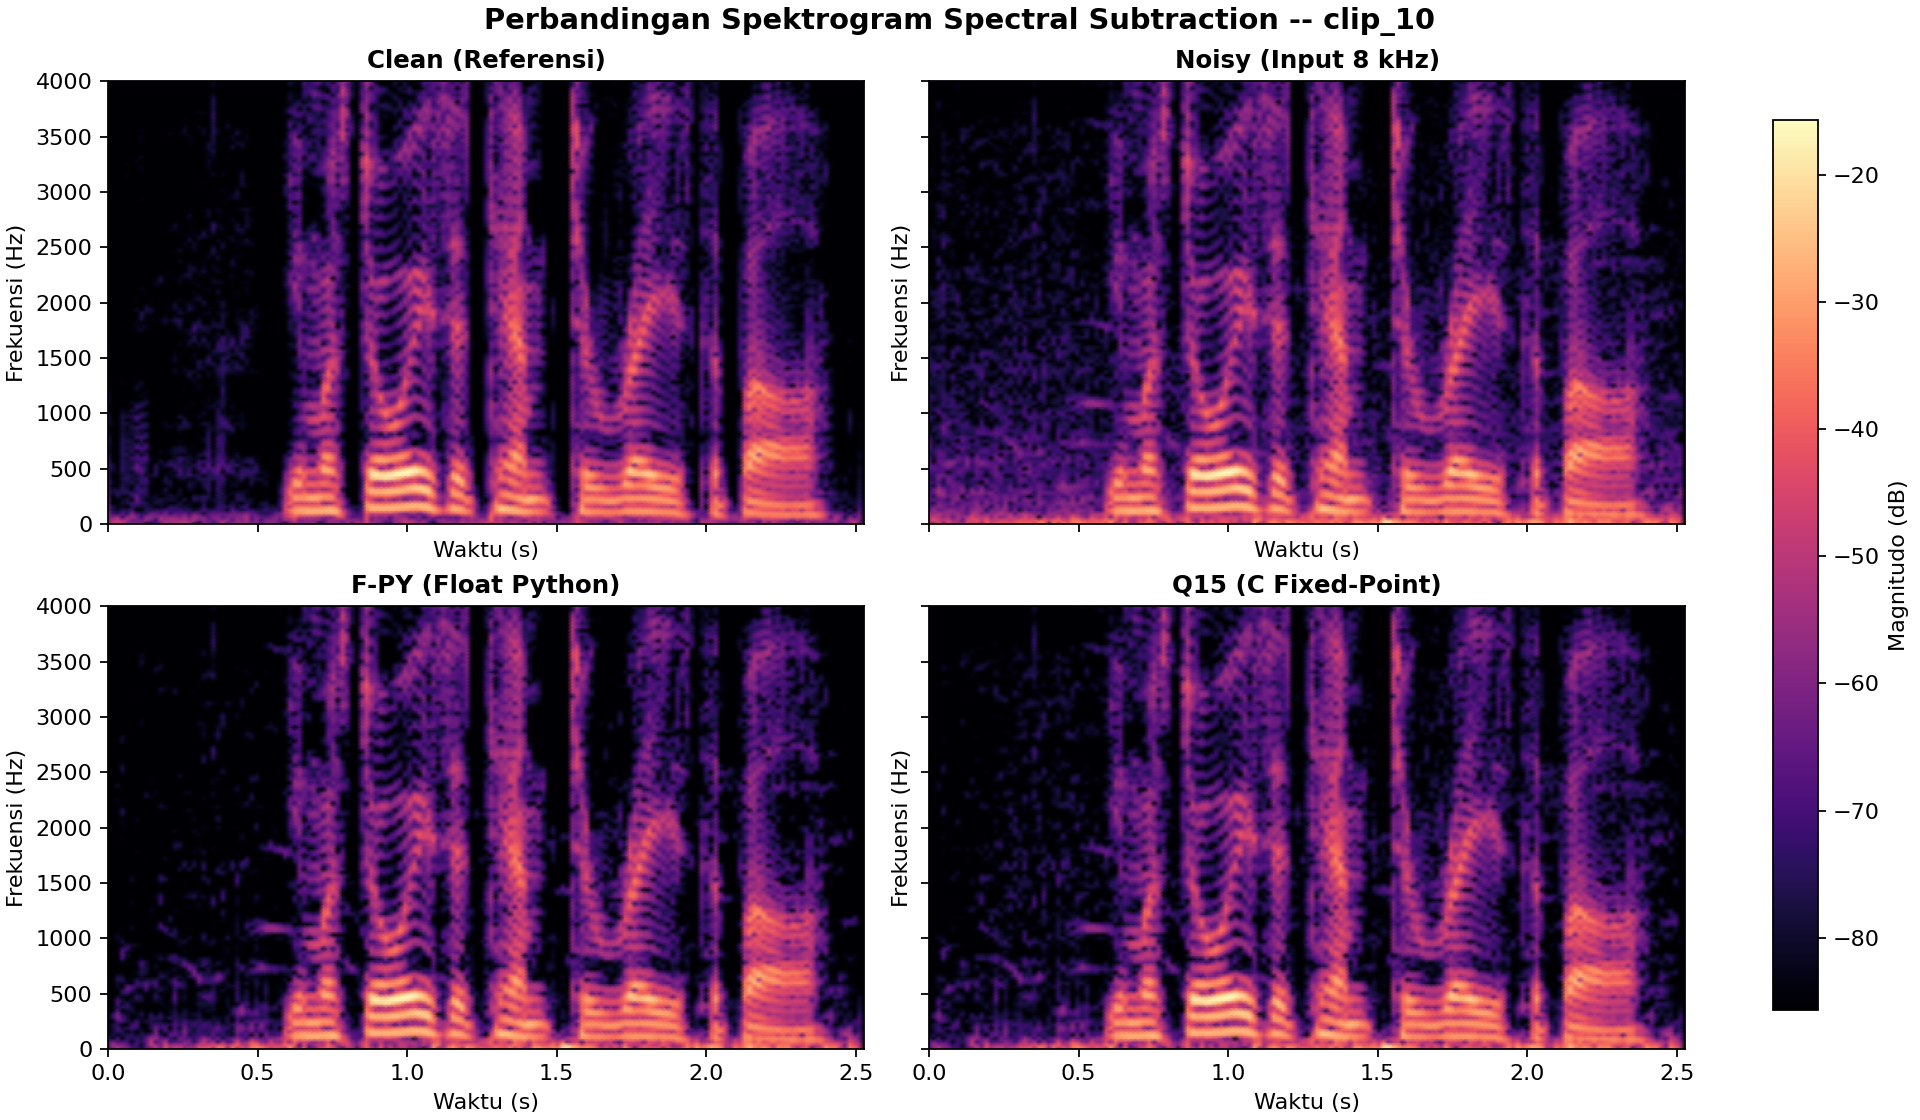 Perbandingan Spektrogram Spectral Subtraction -- clip_10
Clean (Referensi)
Noisy (Input 8 kHz)
4000
3500
3000
2500
2000
1500
1000
500
0
Frekuensi (Hz)
Waktu (s)
Frekuensi (Hz)
Waktu (s)
F-PY (Float Python)
Q15 (C Fixed-Point)
4000
3500
3000
2500
2000
1500
1000
500
0
Frekuensi (Hz)
0.0 0.5 1.0 1.5 2.0 2.5
Waktu (s)
Frekuensi (Hz)
0.0 0.5 1.0 1.5 2.0 2.5
Waktu (s)
−20
−30
−40
−50
−60
−70
−80
Magnitudo (dB)